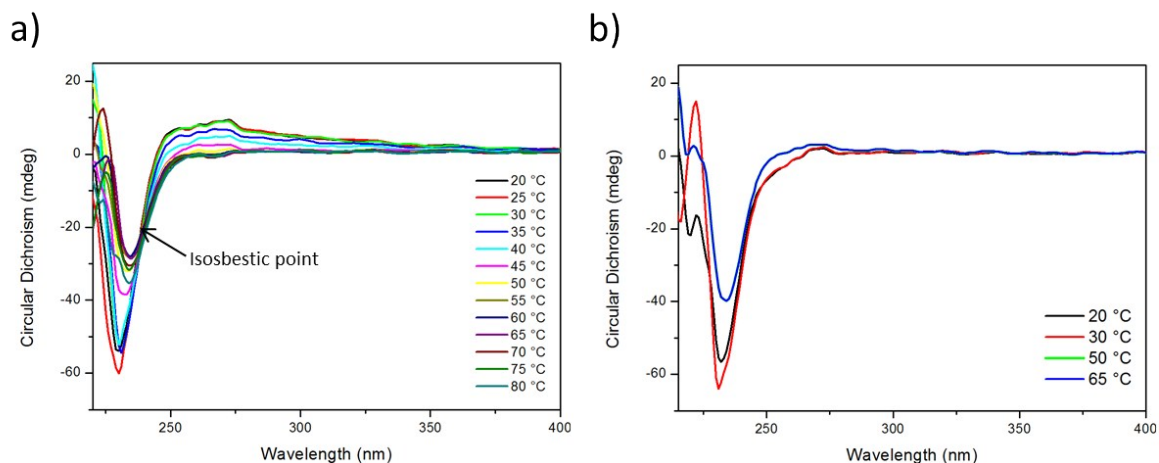 a)
Circular Dichroism (mdeg)
20
0
-20
-40
-60
250
300
350
400
Wavelength (nm)
Isosbestic point
20 °C
25 °C
30 °C
35 °C
40 °C
45 °C
50 °C
55 °C
60 °C
65 °C
70 °C
75 °C
80 °C
b)
Circular Dichroism (mdeg)
20
0
-20
-40
-60
250
300
350
400
Wavelength (nm)
20 °C
30 °C
50 °C
65 °C